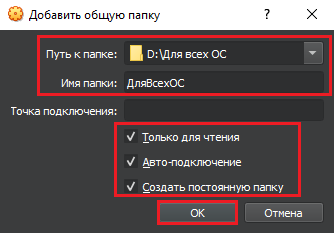 Добавить общую папку
Путь к папке: D:\Для всех ОС
Имя папки: ДляВсехОС
Точка подключения:
Только для чтения
Авто-подключение
Создать постоянную папку
OK Отмена